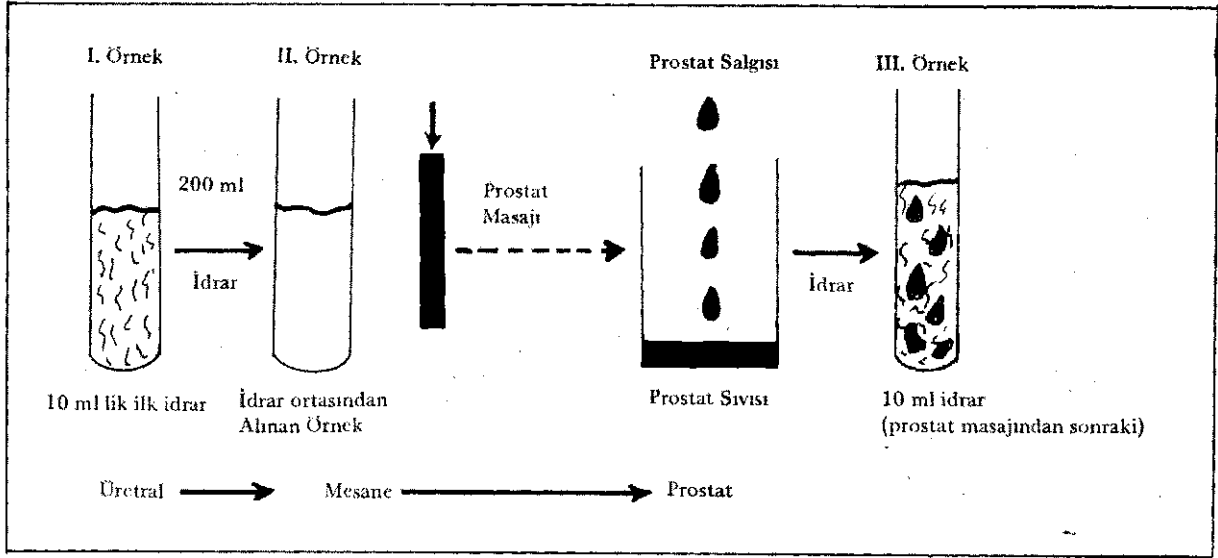 I. Örnek
II. Örnek
Prostat Salgısı
III. Örnek
200 ml
İdrar
Prostat
Masajı
İdrar
10 ml lik ilk idrar
İdrar ortasından
Alınan Örnek
Prostat Sıvısı
10 ml idrar
(prostat masajından sonraki)
Üretral
Mesane
Prostat